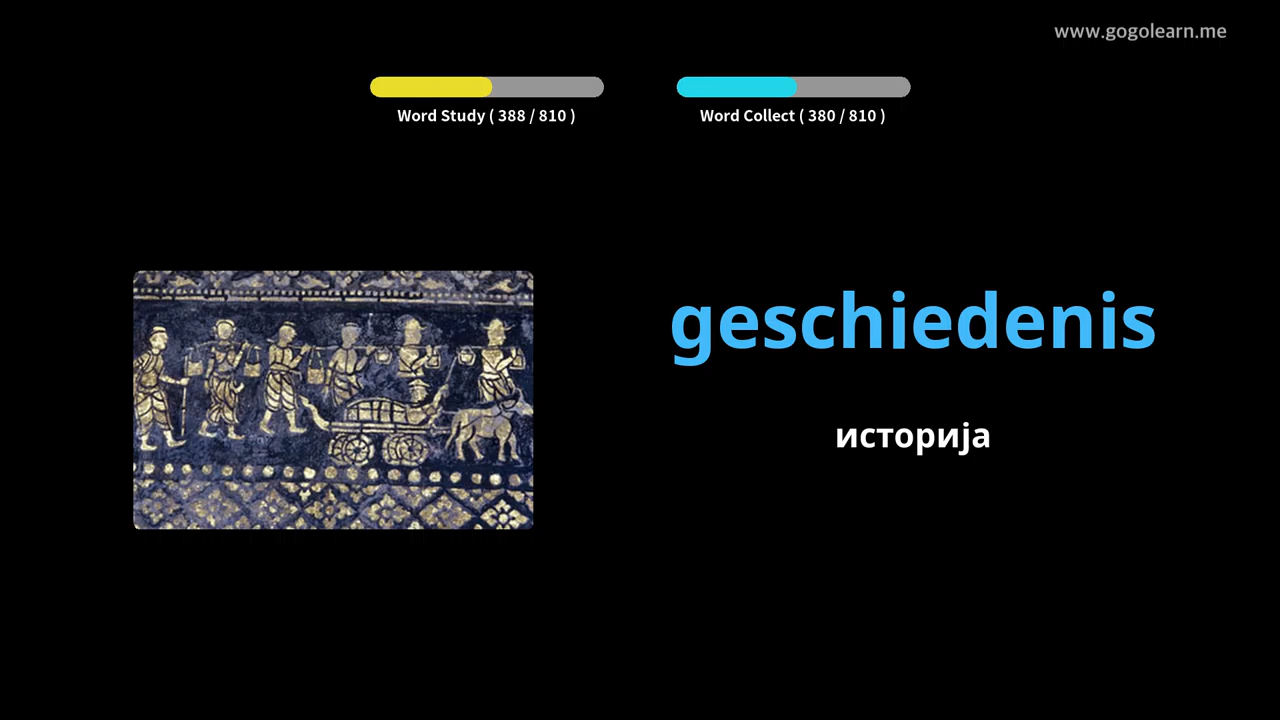 www.gogolearn.me
Word Study ( 388 / 810 )
Word Collect ( 380 / 810 )
geschiedenis
историја